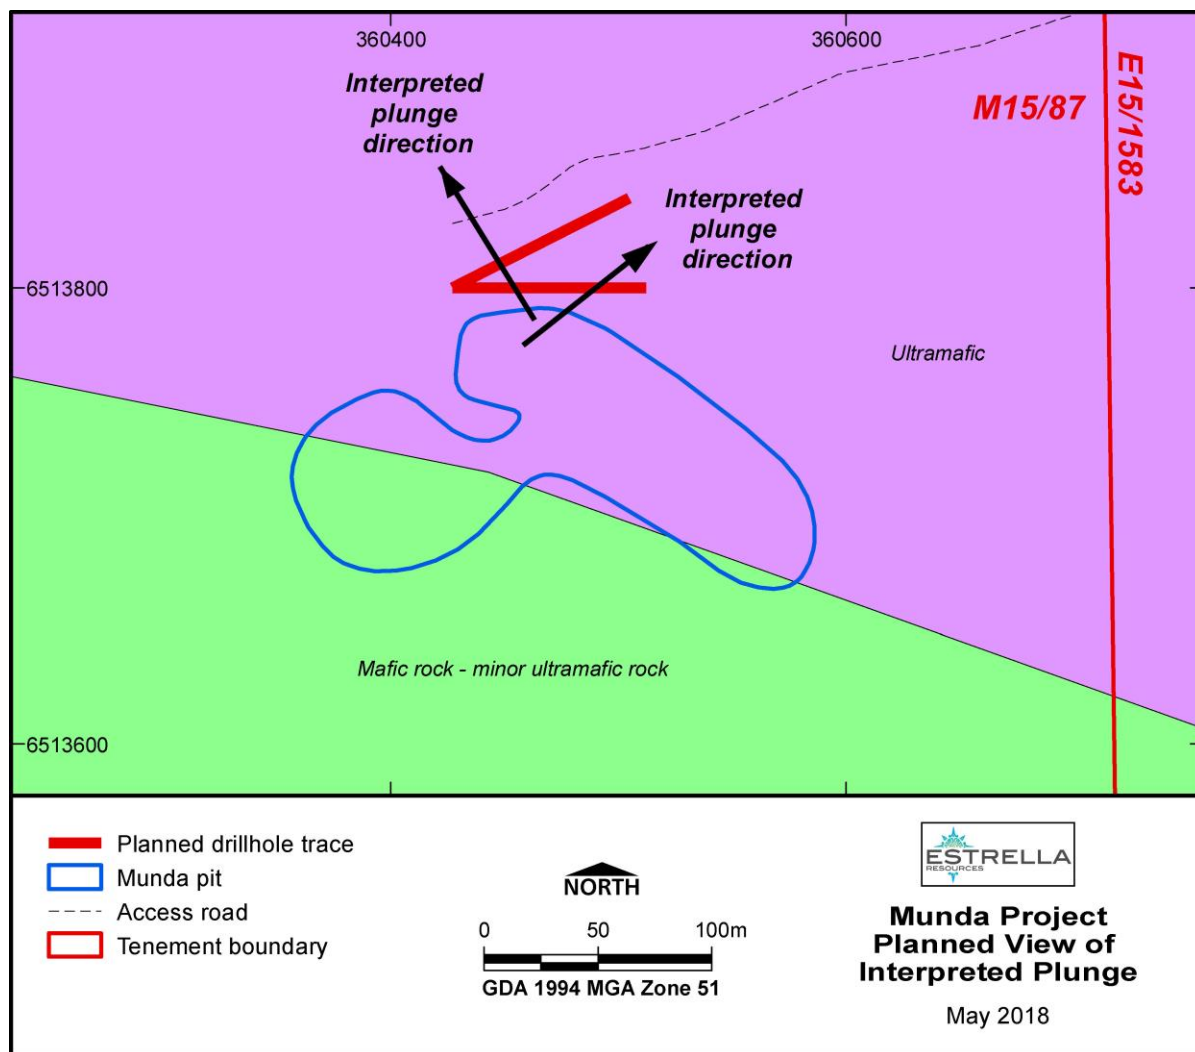 360400
360600
Interpreted
plunge
direction
M15/87
E15/1583
Interpreted
plunge
direction
6513800
Ultramafic
Mafic rock - minor ultramafic rock
6513600
Planned drillhole trace
Munda pit
Access road
Tenement boundary
NORTH
0 50 100m
GDA 1994 MGA Zone 51
ESTRELLA
RESOURCES
Munda Project
Planned View of
Interpreted Plunge
May 2018